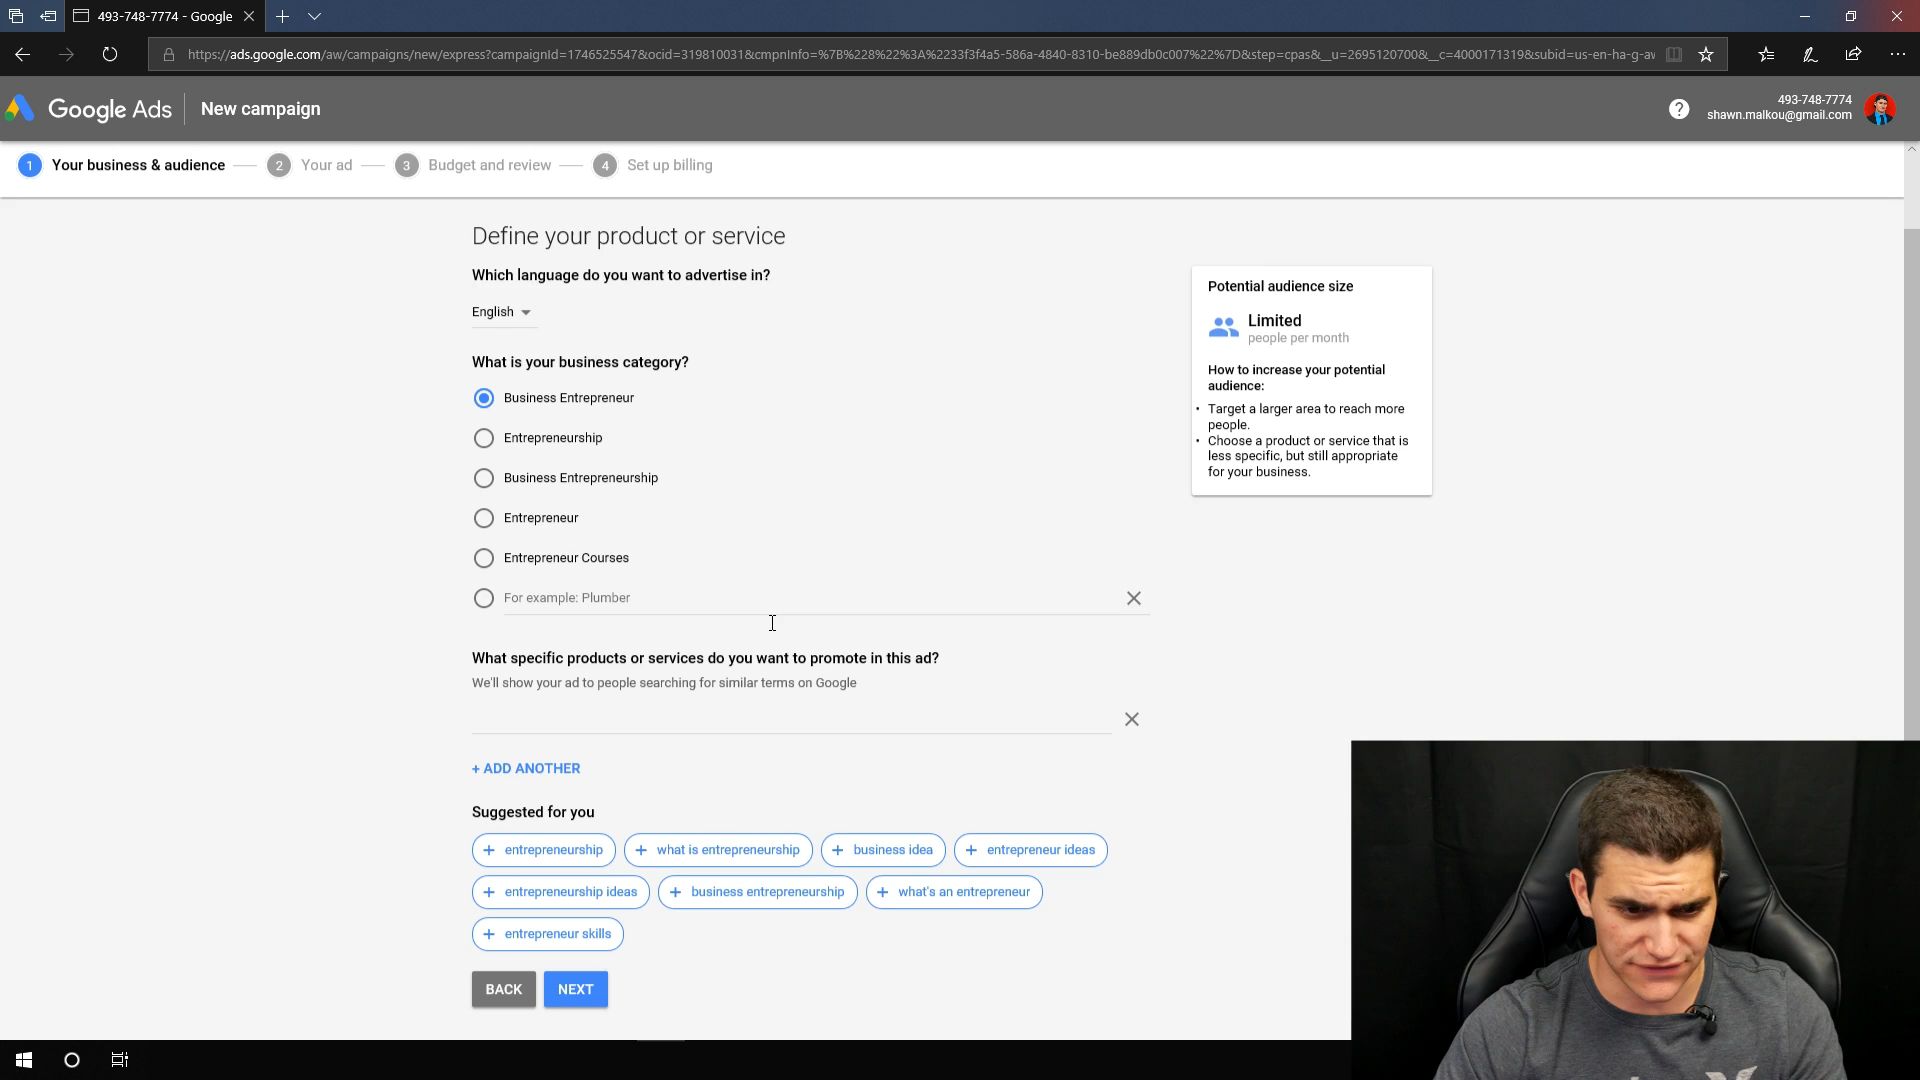 493-748-7774 - Google
https://ads.google.com/aw/campaigns/new/express?campaignId=1746525547&ocid=319810031&cmpnInfo=%7B%228%22%3A%2233f3f4a5-586a-4840-8310-be889db0c007%22%7D&step=cpas&__u=2695120700&__c=4000171319&subid=us-en-ha-g-aw
Google Ads New campaign
493-748-7774
shawn.malkou@gmail.com
1 Your business & audience 2 Your ad 3 Budget and review 4 Set up billing
Define your product or service
Which language do you want to advertise in?
English
What is your business category?
Business Entrepreneur
Entrepreneurship
Business Entrepreneurship
Entrepreneur
Entrepreneur Courses
For example: Plumber
What specific products or services do you want to promote in this ad?
We'll show your ad to people searching for similar terms on Google
+ ADD ANOTHER
Suggested for you
+ entrepreneurship + what is entrepreneurship + business idea + entrepreneur ideas
+ entrepreneurship ideas + business entrepreneurship + what's an entrepreneur
+ entrepreneur skills
BACK NEXT
Potential audience size
Limited
people per month
How to increase your potential
audience:
• Target a larger area to reach more
people.
• Choose a product or service that is
less specific, but still appropriate
for your business.